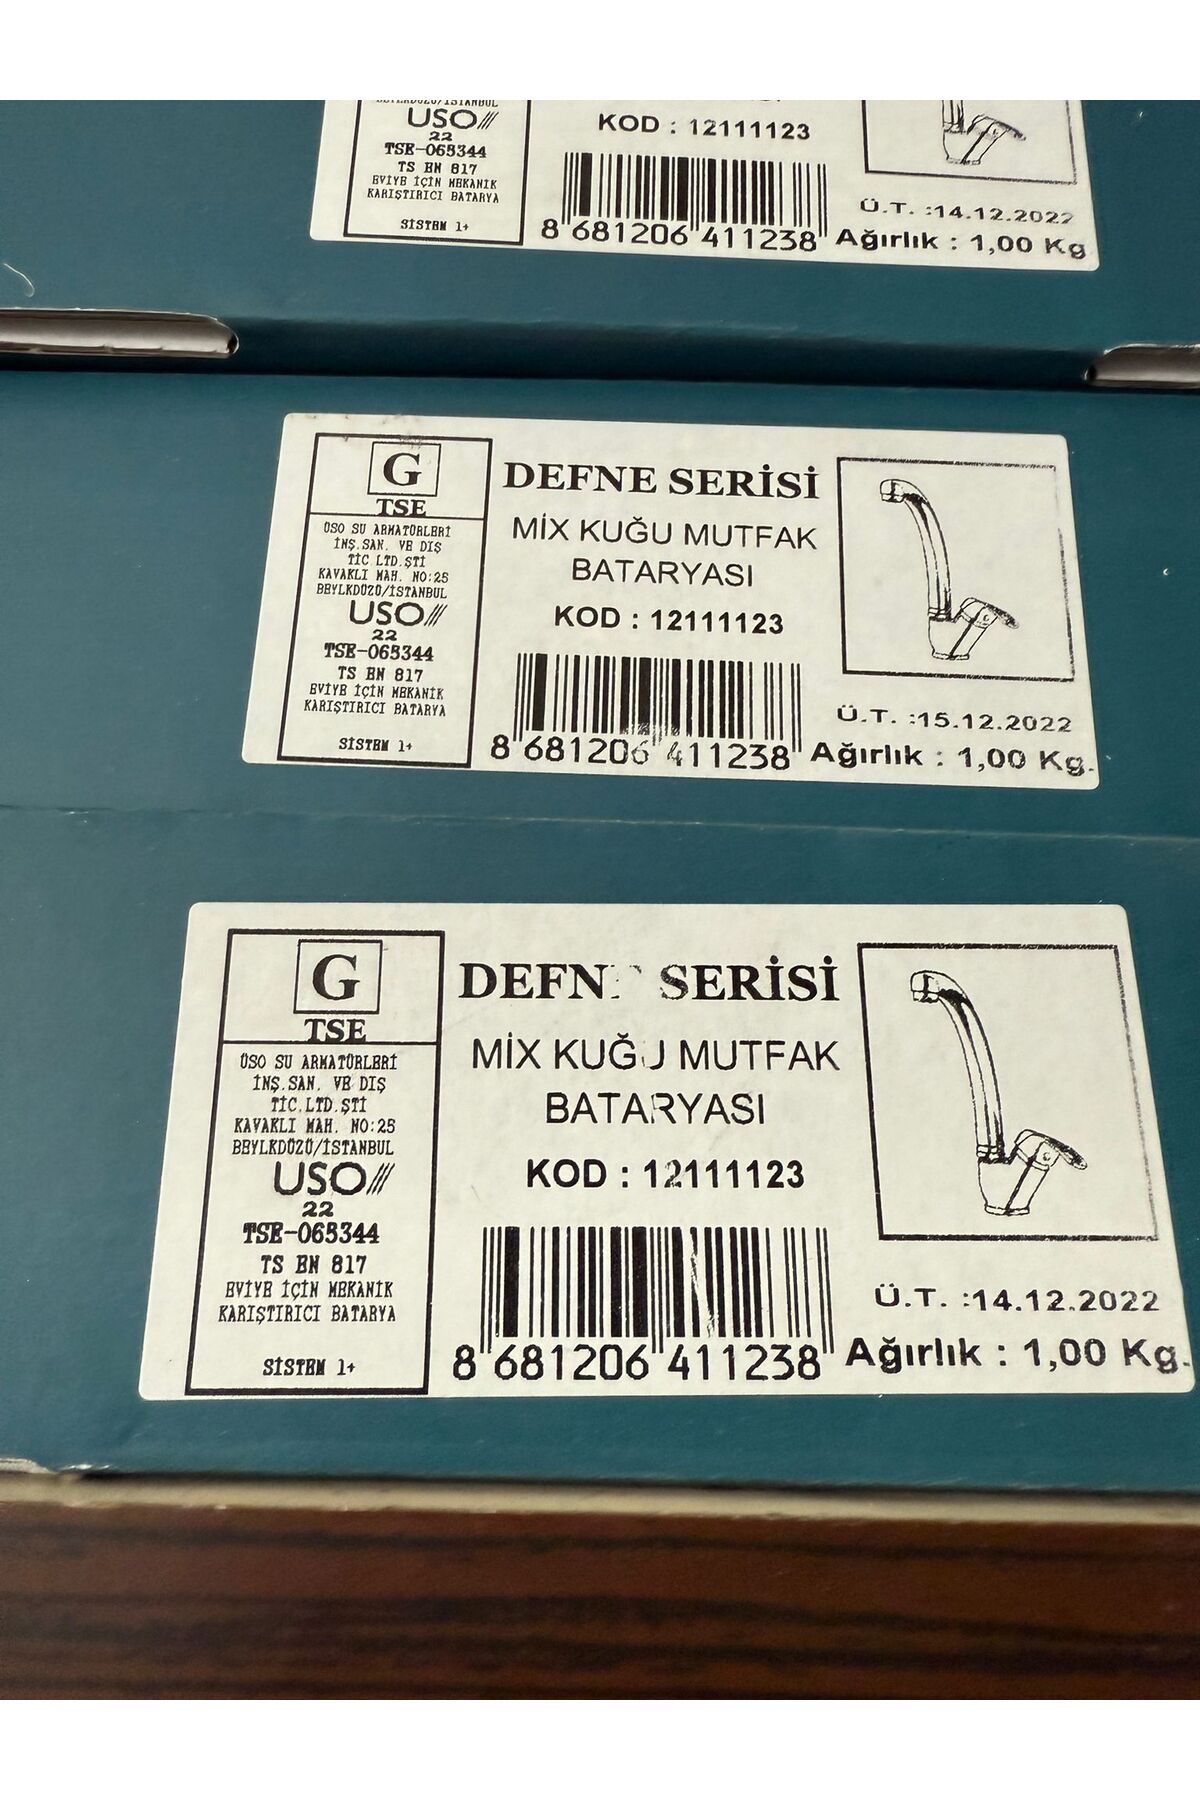 BEYLKDÜZÜ/İSTANBUL
USO
22
TSE-065344
TS EN 817
EVİYE İÇİN MEKANİK
KARIŞTIRICI BATARYA
SİSTEM 1+
KOD : 12111123
8 681206 411238
Ü.T. :14.12.2022
Ağırlık : 1,00 Kg
G
TSE
ÜSO SU ARMATÜRLERİ
İNŞ.SAN. VE DIŞ
TİC LTD.ŞTİ
KAVAKLI MAH. NO:25
BEYLKDÜZÜ/İSTANBUL
USO
22
TSE-065344
TS EN 817
EVİYE İÇİN MEKANİK
KARIŞTIRICI BATARYA
SİSTEM 1+
DEFNE SERİSİ
MİX KUĞU MUTFAK
BATARYASI
KOD : 12111123
8 681206 411238
Ü.T. :15.12.2022
Ağırlık : 1,00 Kg.
G
TSE
ÜSO SU ARMATÜRLERİ
İNŞ.SAN. VE DIŞ
TİC.LTD.ŞTİ
KAVAKLI MAH. NO:25
BEYLKDÜZÜ/İSTANBUL
USO
22
TSE-065344
TS EN 817
EVİYE İÇİN MEKANİK
KARIŞTIRICI BATARYA
SİSTEM 1+
DEFNE SERİSİ
MİX KUĞU MUTFAK
BATARYASI
KOD : 12111123
8 681206 411238
Ü.T. :14.12.2022
Ağırlık : 1,00 Kg.